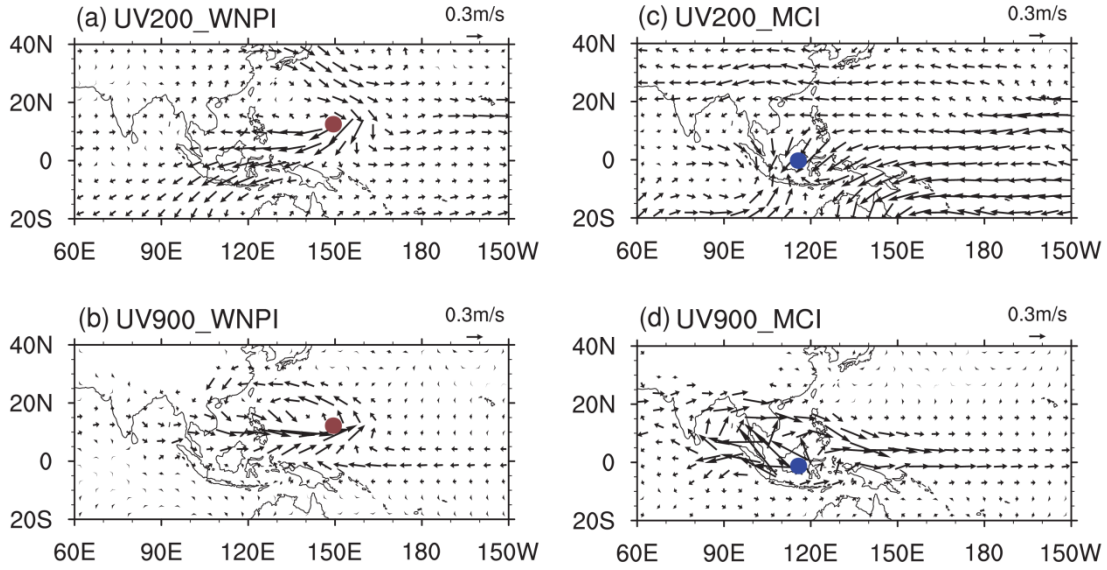 (a) UV200_WNPI 0.3m/s
40N
20N
0
20S
60E 90E 120E 150E 180 150W
(c) UV200_MCI 0.3m/s
40N
20N
0
20S
60E 90E 120E 150E 180 150W
(b) UV900_WNPI 0.3m/s
40N
20N
0
20S
60E 90E 120E 150E 180 150W
(d) UV900_MCI 0.3m/s
40N
20N
0
20S
60E 90E 120E 150E 180 150W